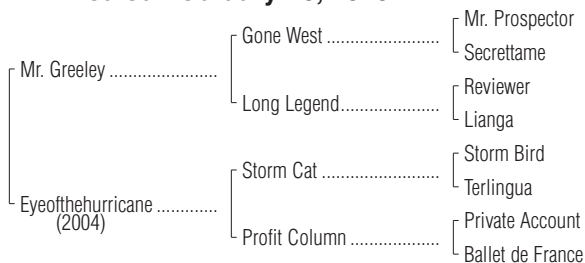 Mr. Prospector
Gone West ........................
Secrettame
Mr. Greeley .......................
Reviewer
Long Legend.....................
Lianga
Storm Bird
Storm Cat .........................
Terlingua
Eyeofthehurricane .............
(2004)
Private Account
Profit Column ...................
Ballet de France